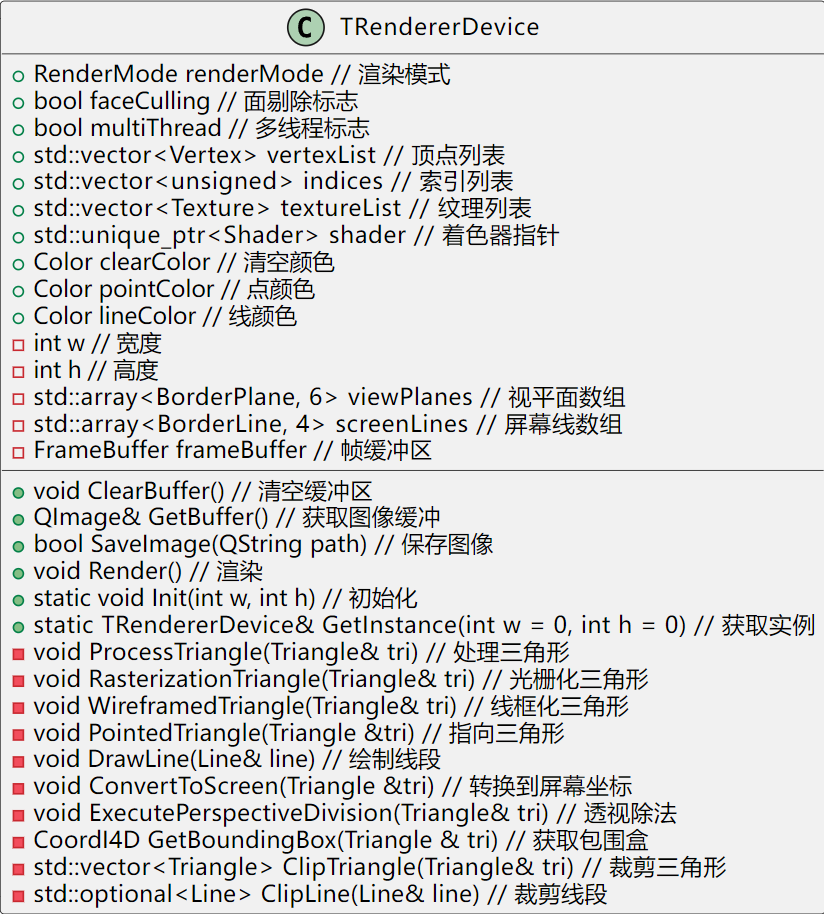 C TRendererDevice
RenderMode renderMode // 渲染模式
bool faceCulling // 面剔除标志
bool multiThread // 多线程标志
std::vector<Vertex> vertexList // 顶点列表
std::vector<unsigned> indices // 索引列表
std::vector<Texture> textureList // 纹理列表
std::unique_ptr<Shader> shader // 着色器指针
Color clearColor // 清空颜色
Color pointColor // 点颜色
Color lineColor // 线颜色
int w // 宽度
int h // 高度
std::array<BorderPlane, 6> viewPlanes // 视平面数组
std::array<BorderLine, 4> screenLines // 屏幕线数组
FrameBuffer frameBuffer // 帧缓冲区
void ClearBuffer() // 清空缓冲区
QImage& GetBuffer() // 获取图像缓冲
bool SaveImage(QString path) // 保存图像
void Render() // 渲染
static void Init(int w, int h) // 初始化
static TRendererDevice& GetInstance(int w = 0, int h = 0) // 获取实例
void ProcessTriangle(Triangle& tri) // 处理三角形
void RasterizationTriangle(Triangle& tri) // 光栅化三角形
void WireframedTriangle(Triangle& tri) // 线框化三角形
void PointedTriangle(Triangle &tri) // 指向三角形
void DrawLine(Line& line) // 绘制线段
void ConvertToScreen(Triangle &tri) // 转换到屏幕坐标
void ExecutePerspectiveDivision(Triangle& tri) // 透视除法
CoordI4D GetBoundingBox(Triangle & tri) // 获取包围盒
std::vector<Triangle> ClipTriangle(Triangle& tri) // 裁剪三角形
std::optional<Line> ClipLine(Line& line) // 裁剪线段